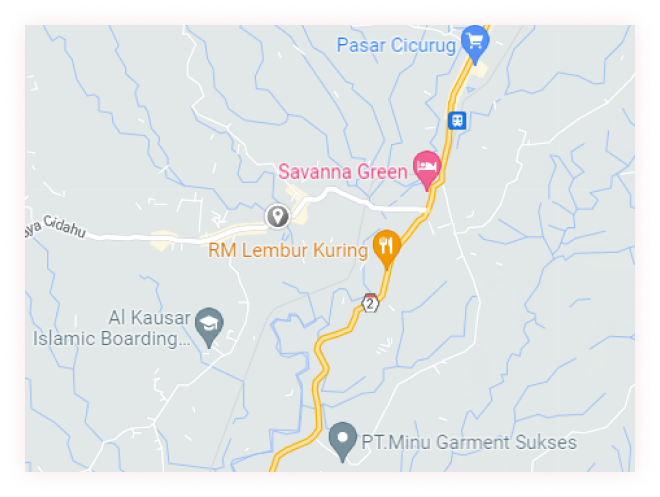 Pasar Cicurug
Savanna Green
aya Cidahu
RM Lembur Kuring
2
Al Kausar
Islamic Boarding...
PT.Minu Garment Sukses